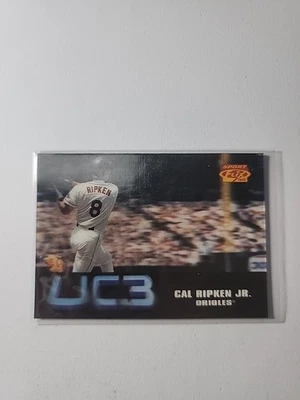 RIPKEN
8
UC3
CAL RIPKEN JR.
ORIOLES